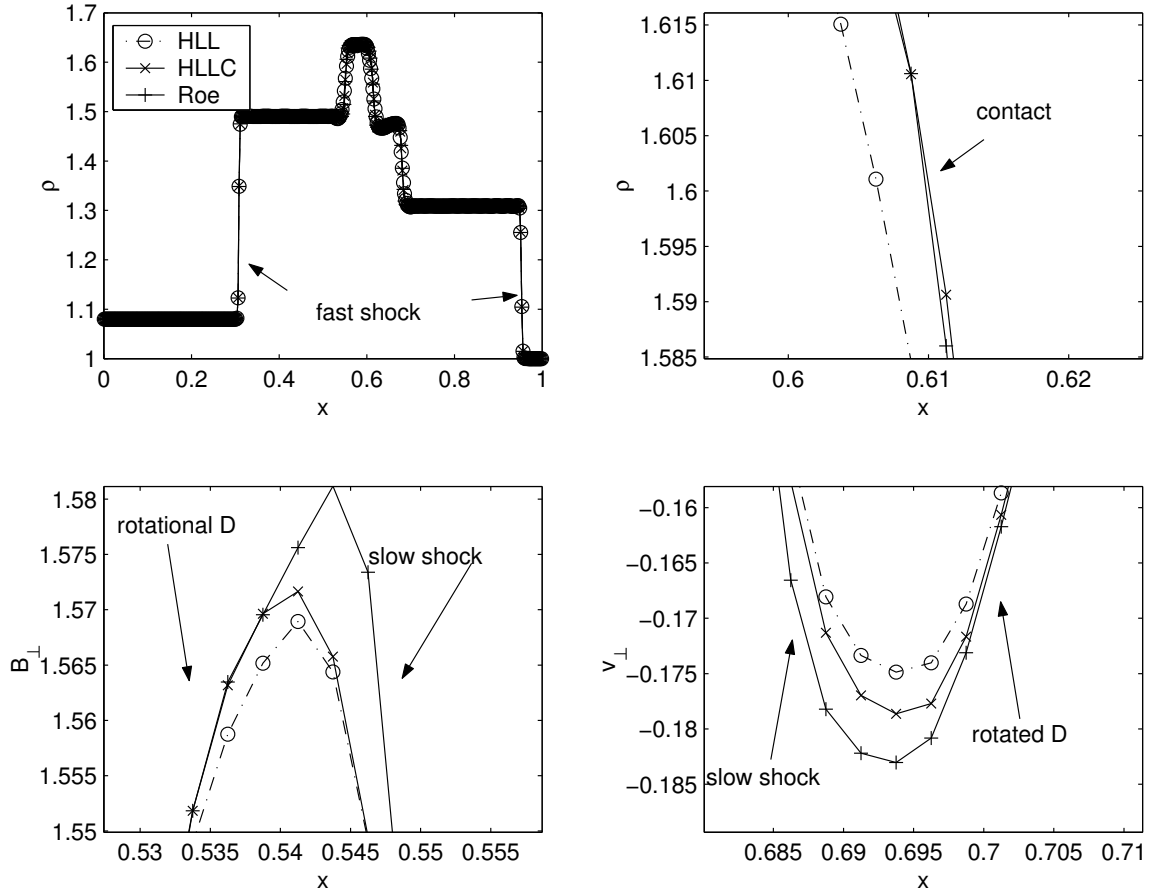 1.7
1.6
1.5
1.4
1.3
1.2
1.1
1
ρ
HLL
HLLC
Roe
fast shock
0 0.2 0.4 0.6 0.8 1
x
1.615
1.61
1.605
1.6
1.595
1.59
1.585
ρ
contact
0.6 0.61 0.62
x
1.58
1.575
1.57
1.565
1.56
1.555
1.55
B⊥
rotational D
slow shock
0.53 0.535 0.54 0.545 0.55 0.555
x
−0.16
−0.165
−0.17
−0.175
−0.18
−0.185
v⊥
rotated D
slow shock
0.685 0.69 0.695 0.7 0.705 0.71
x